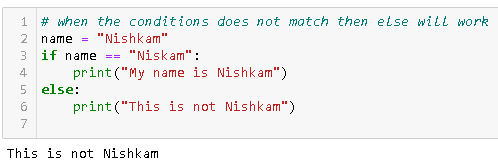 1 # when the conditions does not match then else will work
2 name = "Nishkam"
3 if name == "Niskam":
4     print("My name is Nishkam")
5 else:
6     print("This is not Nishkam")
7
This is not Nishkam